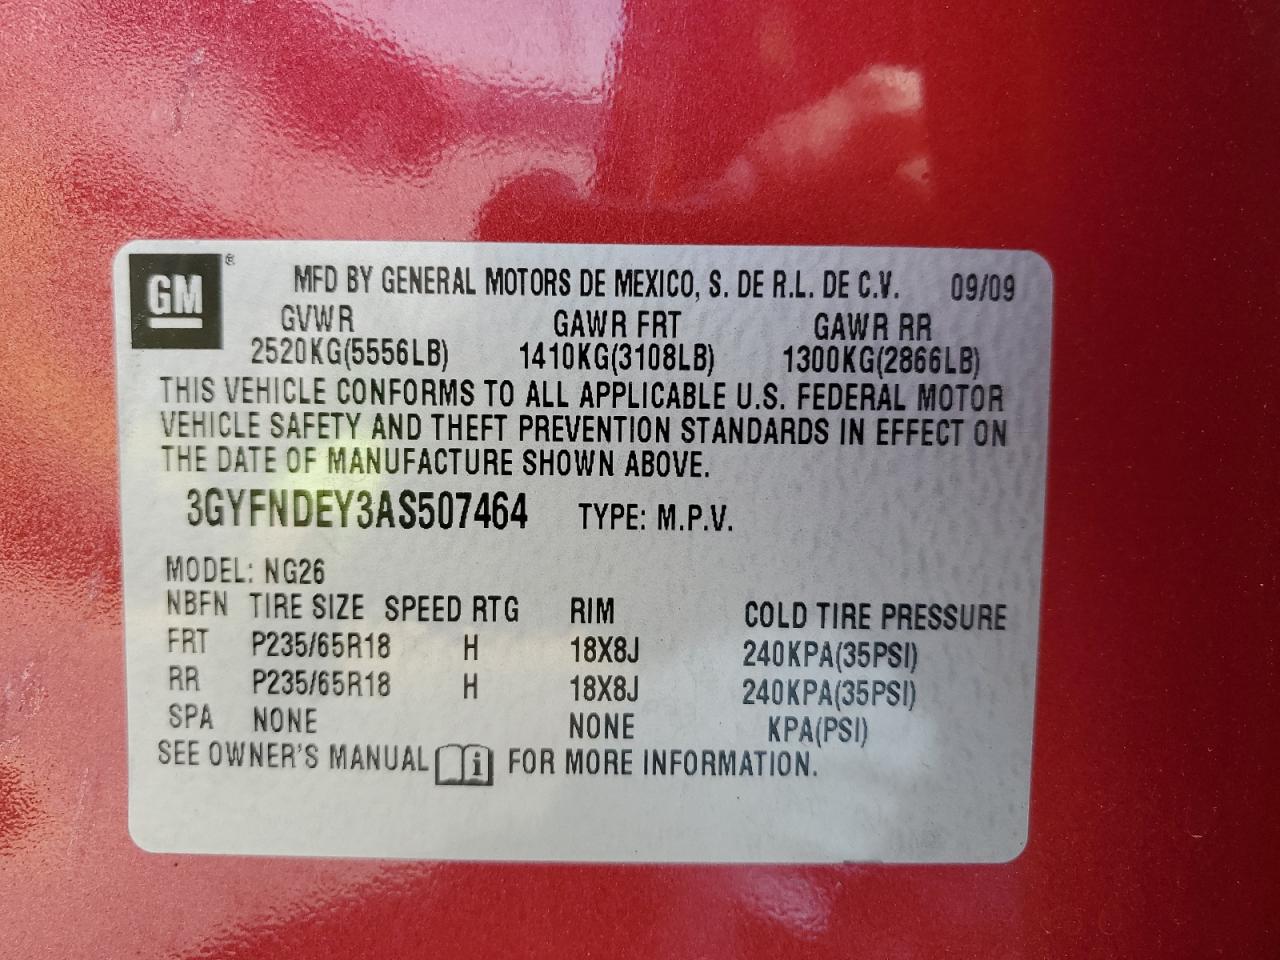 GM ® MFD BY GENERAL MOTORS DE MEXICO, S. DE R.L. DE C.V. 09/09
GVWR GAWR FRT GAWR RR
2520KG(5556LB) 1410KG(3108LB) 1300KG(2866LB)
THIS VEHICLE CONFORMS TO ALL APPLICABLE U.S. FEDERAL MOTOR
VEHICLE SAFETY AND THEFT PREVENTION STANDARDS IN EFFECT ON
THE DATE OF MANUFACTURE SHOWN ABOVE.
3GYFNDEY3AS507464 TYPE: M.P.V.
MODEL: NG26
NBFN TIRE SIZE SPEED RTG RIM COLD TIRE PRESSURE
FRT P235/65R18 H 18X8J 240KPA(35PSI)
RR P235/65R18 H 18X8J 240KPA(35PSI)
SPA NONE NONE KPA(PSI)
SEE OWNER'S MANUAL i FOR MORE INFORMATION.